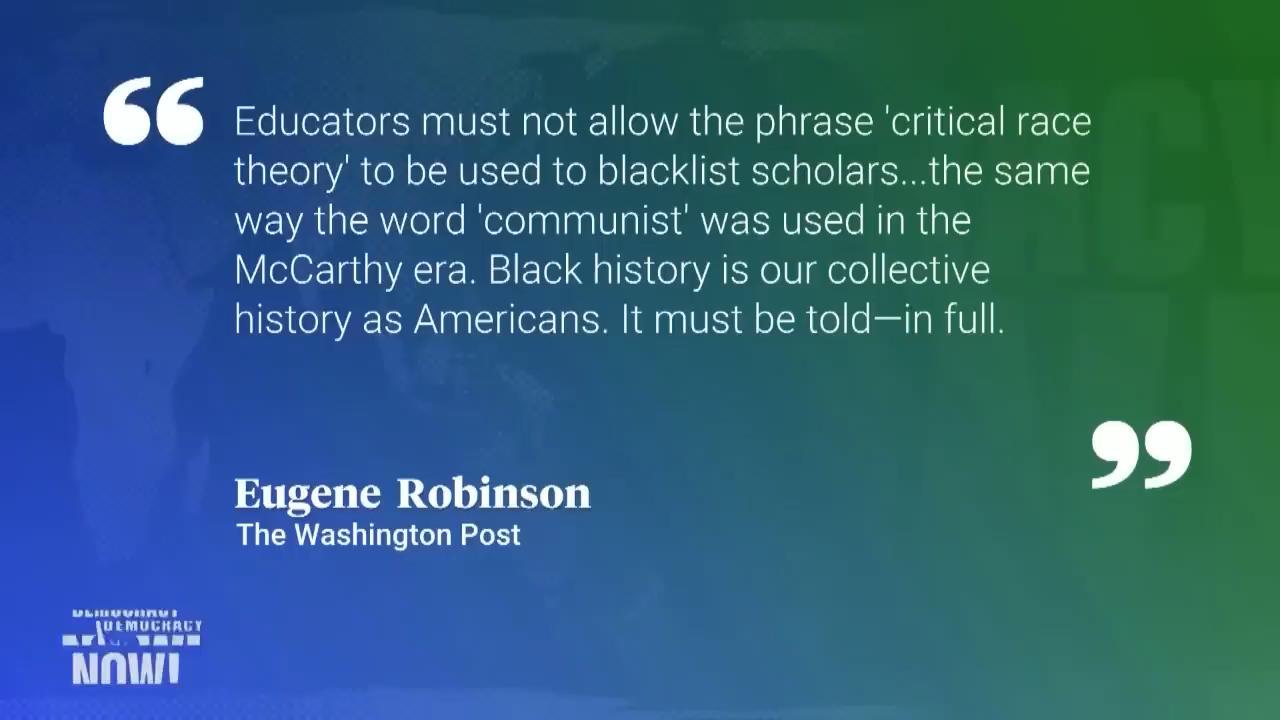 “
Educators must not allow the phrase 'critical race
theory' to be used to blacklist scholars...the same
way the word 'communist' was used in the
McCarthy era. Black history is our collective
history as Americans. It must be told—in full.
”
Eugene Robinson
The Washington Post
DEMOCRACY
NOW!